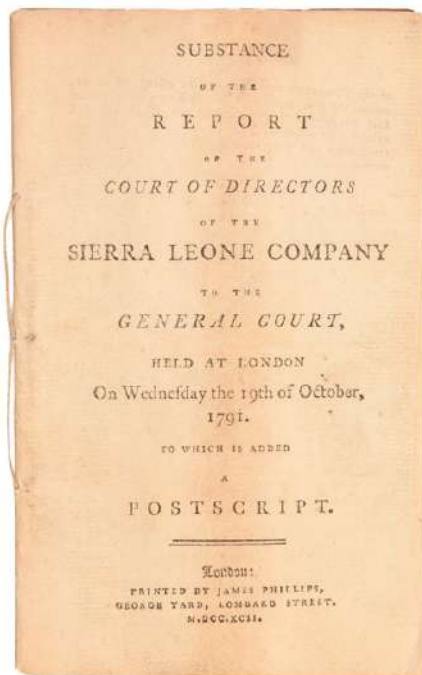 SUBSTANCE
OF THE
REPORT
OF THE
COURT OF DIRECTORS
OF THE
SIERRA LEONE COMPANY
TO THE
GENERAL COURT,
HELD AT LONDON
On Wedneſday the 19th of October,
1791.
TO WHICH IS ADDED
A
POSTSCRIPT.
London:
PRINTED BY JAMES PHILLIPS,
GEORGE YARD, LOMBARD STREET.
M.DCC.XCII.